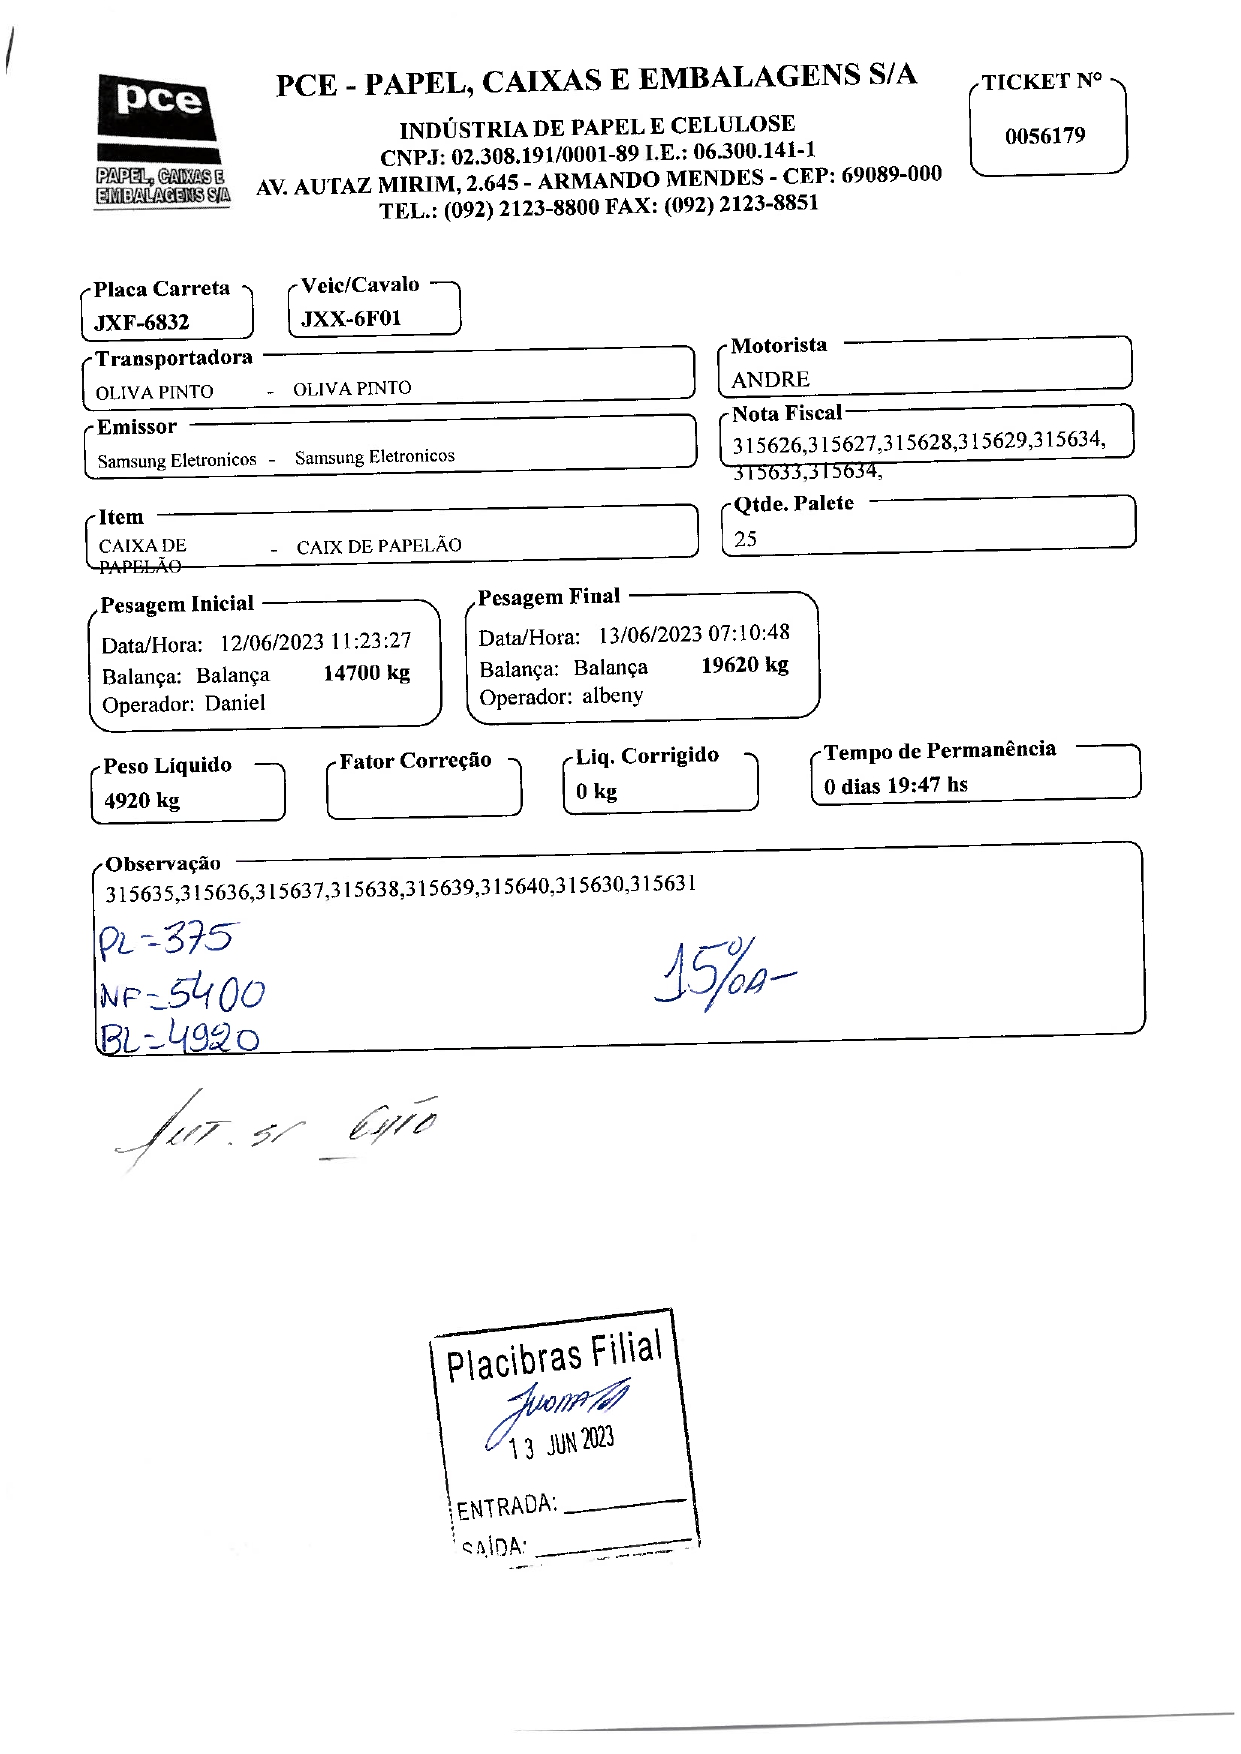 pce
PAPEL, CAIXAS E
EMBALAGENS S/A
PCE - PAPEL, CAIXAS E EMBALAGENS S/A
INDÚSTRIA DE PAPEL E CELULOSE
CNPJ: 02.308.191/0001-89 I.E.: 06.300.141-1
AV. AUTAZ MIRIM, 2.645 - ARMANDO MENDES - CEP: 69089-000
TEL.: (092) 2123-8800 FAX: (092) 2123-8851
TICKET Nº
0056179
Placa Carreta
JXF-6832
Veic/Cavalo
JXX-6F01
Transportadora
OLIVA PINTO - OLIVA PINTO
Motorista
ANDRE
Emissor
Samsung Eletronicos - Samsung Eletronicos
Nota Fiscal
315626,315627,315628,315629,315634,
315633,315634,
Item
CAIXA DE - CAIX DE PAPELÃO
PAPELÃO
Qtde. Palete
25
Pesagem Inicial
Data/Hora: 12/06/2023 11:23:27
Balança: Balança 14700 kg
Operador: Daniel
Pesagem Final
Data/Hora: 13/06/2023 07:10:48
Balança: Balança 19620 kg
Operador: albeny
Peso Líquido
4920 kg
Fator Correção
Liq. Corrigido
0 kg
Tempo de Permanência
0 dias 19:47 hs
Observação
315635,315636,315637,315638,315639,315640,315630,315631
PL=375
NF=5400
BL=4920
15%
Placibras Filial
13 JUN 2023
ENTRADA:
SAÍDA: